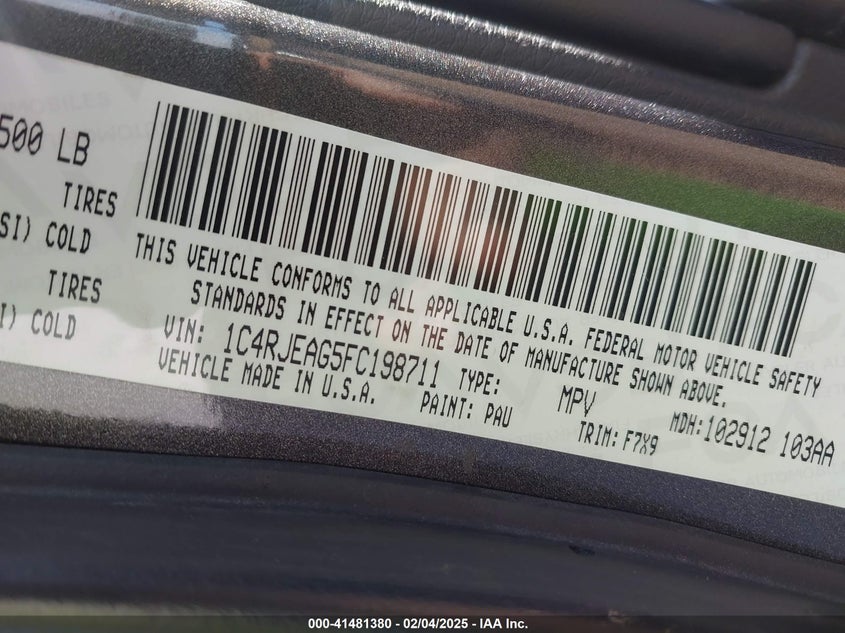 500 LB
TIRES
SI) COLD
TIRES
I) COLD
THIS VEHICLE CONFORMS TO ALL APPLICABLE U.S.A. FEDERAL MOTOR VEHICLE SAFETY
STANDARDS IN EFFECT ON THE DATE OF MANUFACTURE SHOWN ABOVE.
VIN: 1C4RJEAG5FC198711 TYPE: MPV MDH:102912 103AA
VEHICLE MADE IN U.S.A. PAINT: PAU TRIM: F7X9
000-41481380 - 02/04/2025 - IAA Inc.